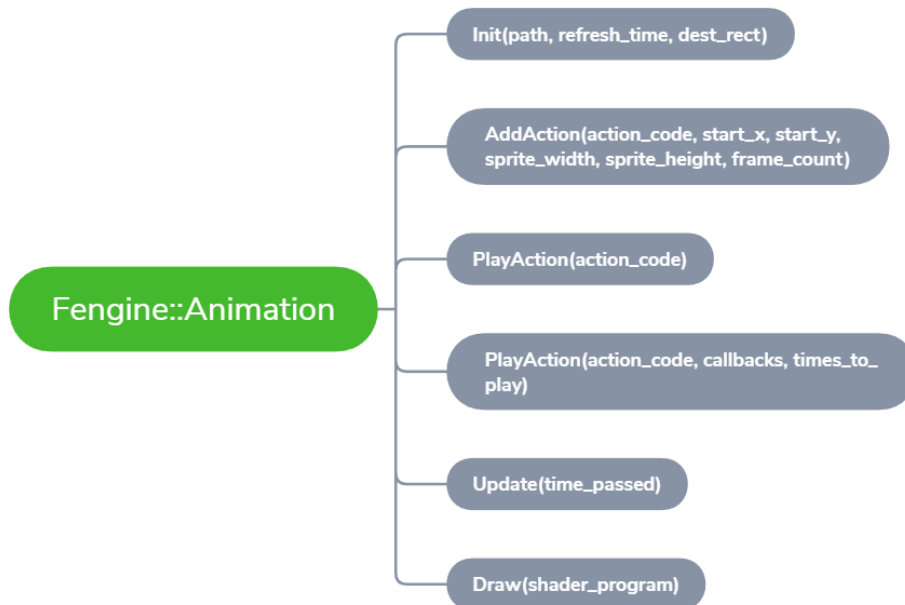 Init(path, refresh_time, dest_rect)
AddAction(action_code, start_x, start_y,
sprite_width, sprite_height, frame_count)
PlayAction(action_code)
Fengine::Animation
PlayAction(action_code, callbacks, times_to_
play)
Update(time_passed)
Draw(shader_program)